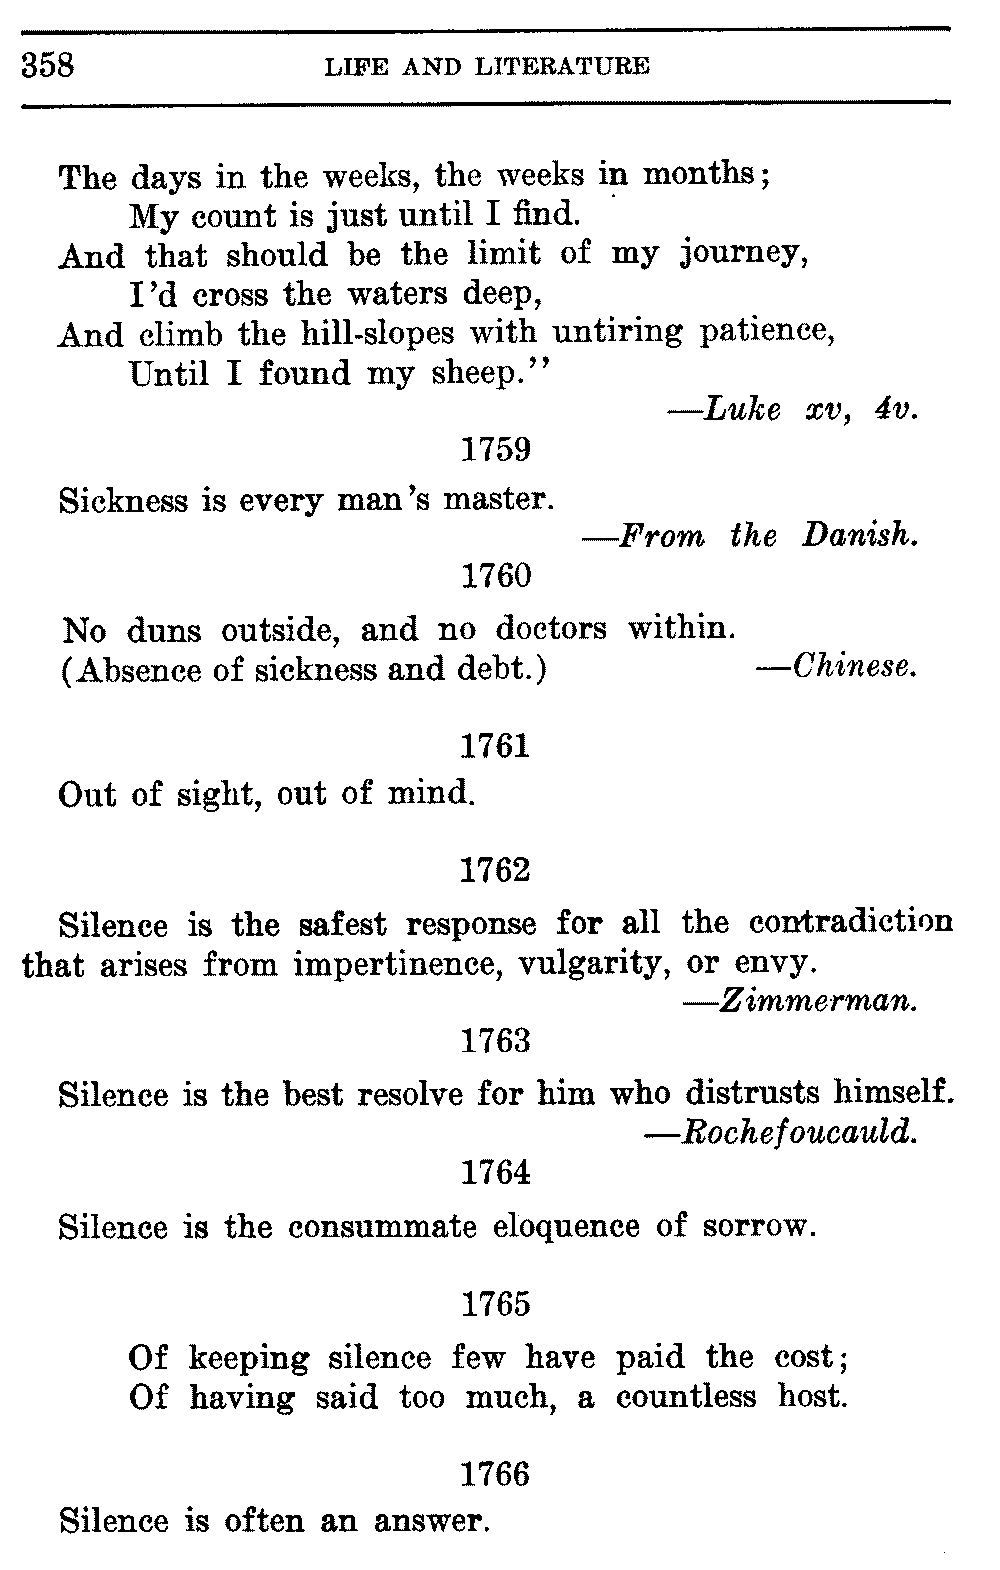 358 LIFE AND LITERATURE
The days in the weeks, the weeks in months;
My count is just until I find.
And that should be the limit of my journey,
I'd cross the waters deep,
And climb the hill-slopes with untiring patience,
Until I found my sheep.''
—Luke xv, 4v.
1759
Sickness is every man's master.
—From the Danish.
1760
No duns outside, and no doctors within.
(Absence of sickness and debt.) —Chinese.
1761
Out of sight, out of mind.
1762
Silence is the safest response for all the contradiction
that arises from impertinence, vulgarity, or envy.
—Zimmerman.
1763
Silence is the best resolve for him who distrusts himself.
—Rochefoucauld.
1764
Silence is the consummate eloquence of sorrow.
1765
Of keeping silence few have paid the cost;
Of having said too much, a countless host.
1766
Silence is often an answer.